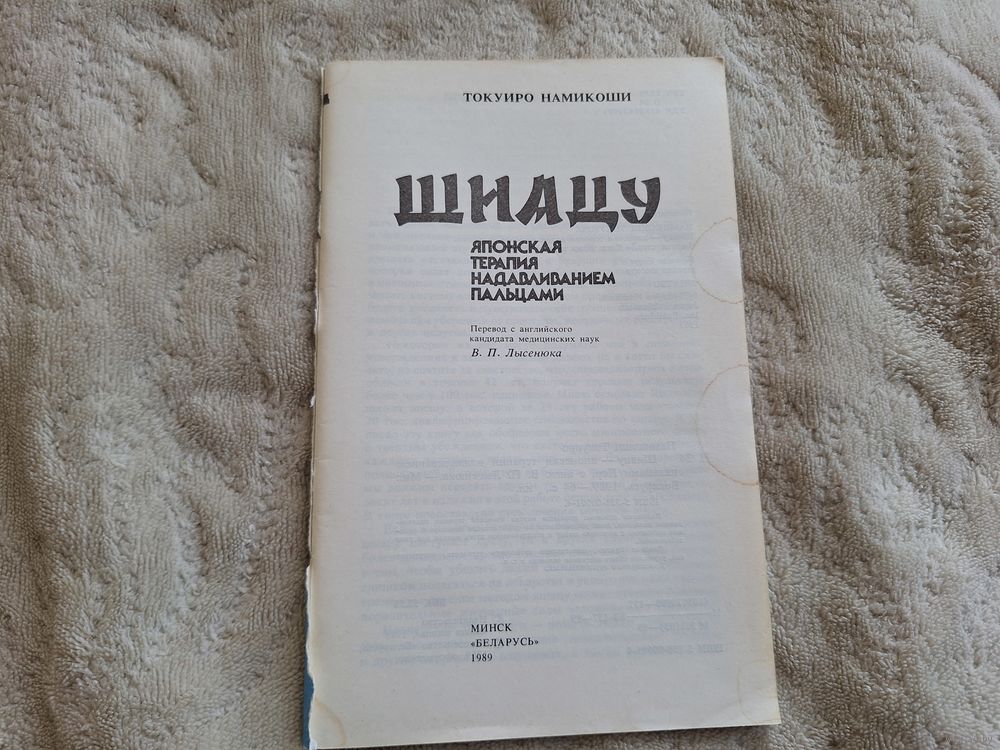 ТОКУИРО НАМИКОШИ
ШИАЦУ
ЯПОНСКАЯ
ТЕРАПИЯ
НАДАВЛИВАНИЕМ
ПАЛЬЦАМИ
Перевод с английского
кандидата медицинских наук
В. П. Лысенюка
МИНСК
«БЕЛАРУСЬ»
1989